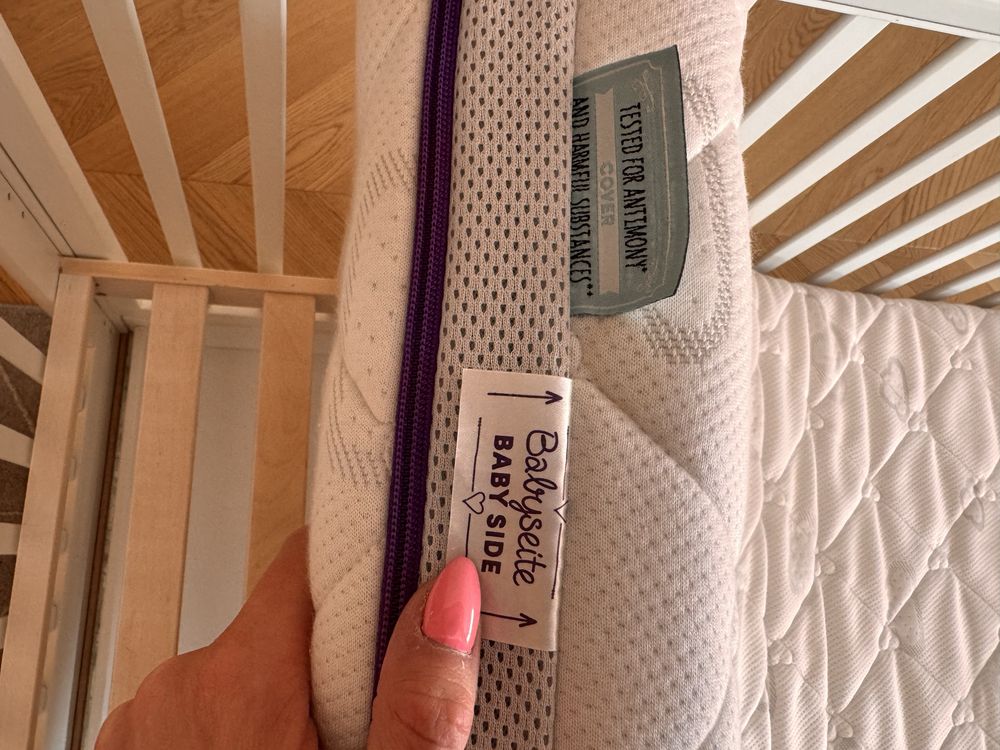 TESTED FOR ANTIMONY*
COVER
AND HARMFUL SUBSTANCES**
Babyseite
BABY SIDE